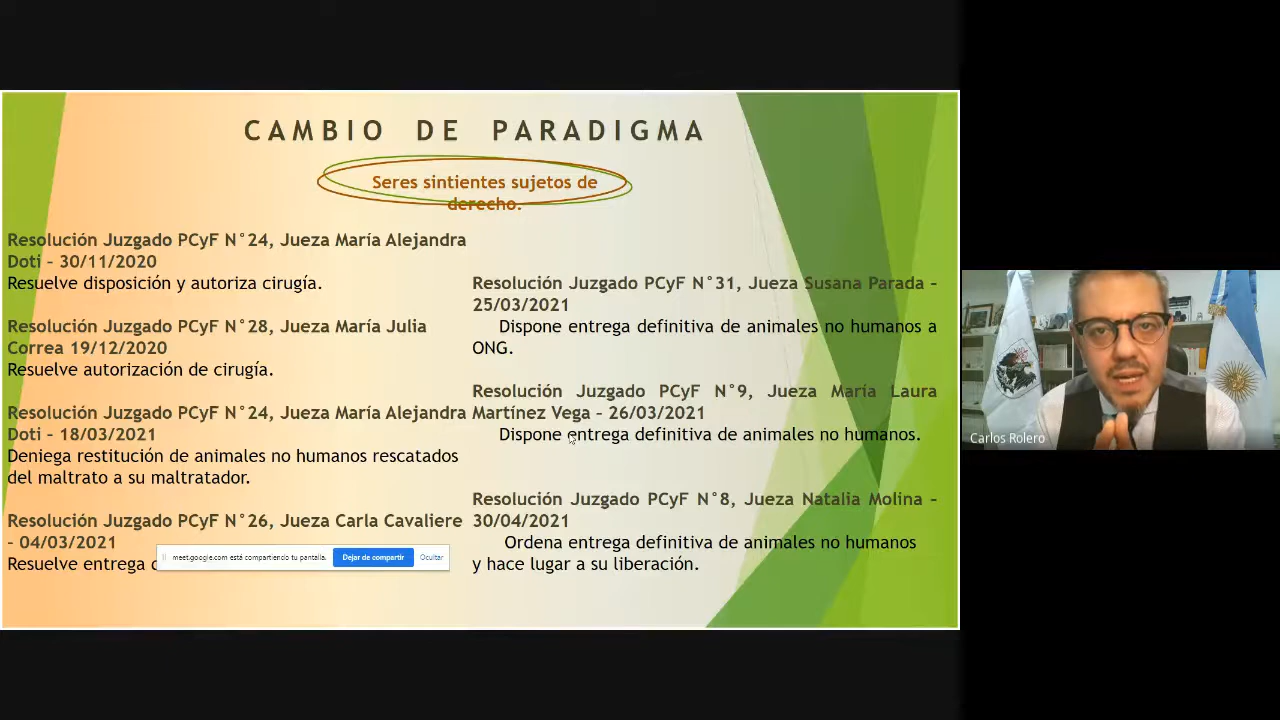 CAMBIO DE PARADIGMA
Seres sintientes sujetos de
derecho.
Resolución Juzgado PCyF N°24, Jueza María Alejandra
Doti – 30/11/2020
Resuelve disposición y autoriza cirugía.
Resolución Juzgado PCyF N°28, Jueza María Julia
Correa 19/12/2020
Resuelve autorización de cirugía.
Resolución Juzgado PCyF N°24, Jueza María Alejandra
Doti – 18/03/2021
Deniega restitución de animales no humanos rescatados
del maltrato a su maltratador.
Resolución Juzgado PCyF N°26, Jueza Carla Cavaliere
– 04/03/2021
Resuelve entrega
meet.google.com está compartiendo tu pantalla. Dejar de compartir Ocultar
Resolución Juzgado PCyF N°31, Jueza Susana Parada –
25/03/2021
Dispone entrega definitiva de animales no humanos a
ONG.
Resolución Juzgado PCyF N°9, Jueza María Laura
Martínez Vega – 26/03/2021
Dispone entrega definitiva de animales no humanos.
Resolución Juzgado PCyF N°8, Jueza Natalia Molina –
30/04/2021
Ordena entrega definitiva de animales no humanos
y hace lugar a su liberación.
Carlos Rolero